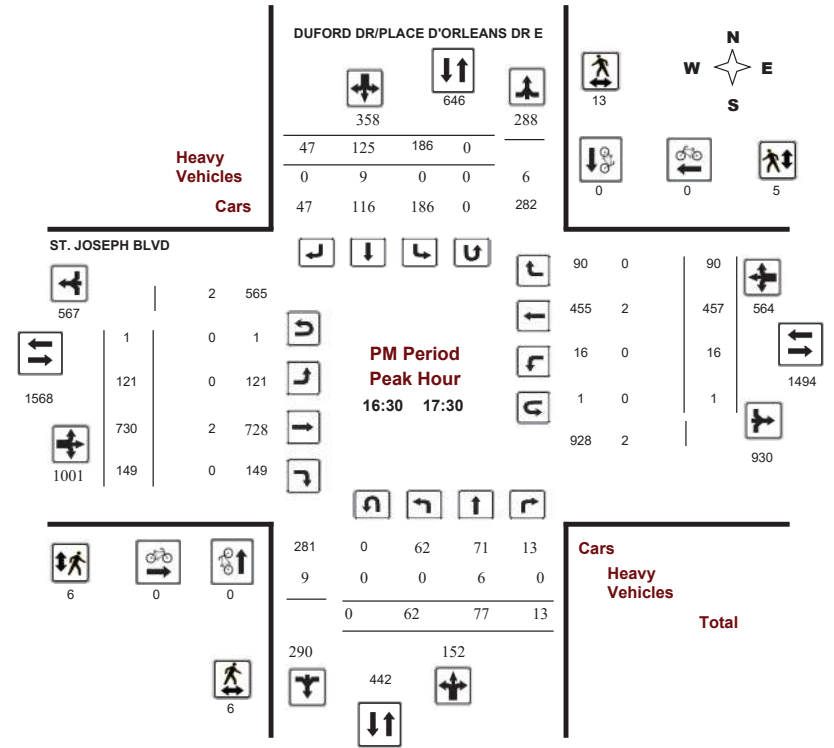 DUFORD DR/PLACE D'ORLEANS DR E
N
W E
S
646
13
358 288
47 125 186 0
Heavy
Vehicles
0 9 0 0 6
0 0 5
Cars
47 116 186 0 282
ST. JOSEPH BLVD
90 0 90
2 565
567
455 2 457 564
1 0 1
PM Period
Peak Hour
16:30 17:30
16 0 16
1568
121 0 121
1494
1 0 1
730 2 728
928 2
930
1001
149 0 149
281 0 62 71 13
Cars
9 0 0 6 0
Heavy
Vehicles
6 0 0
0 62 77 13
Total
290 152
442
6